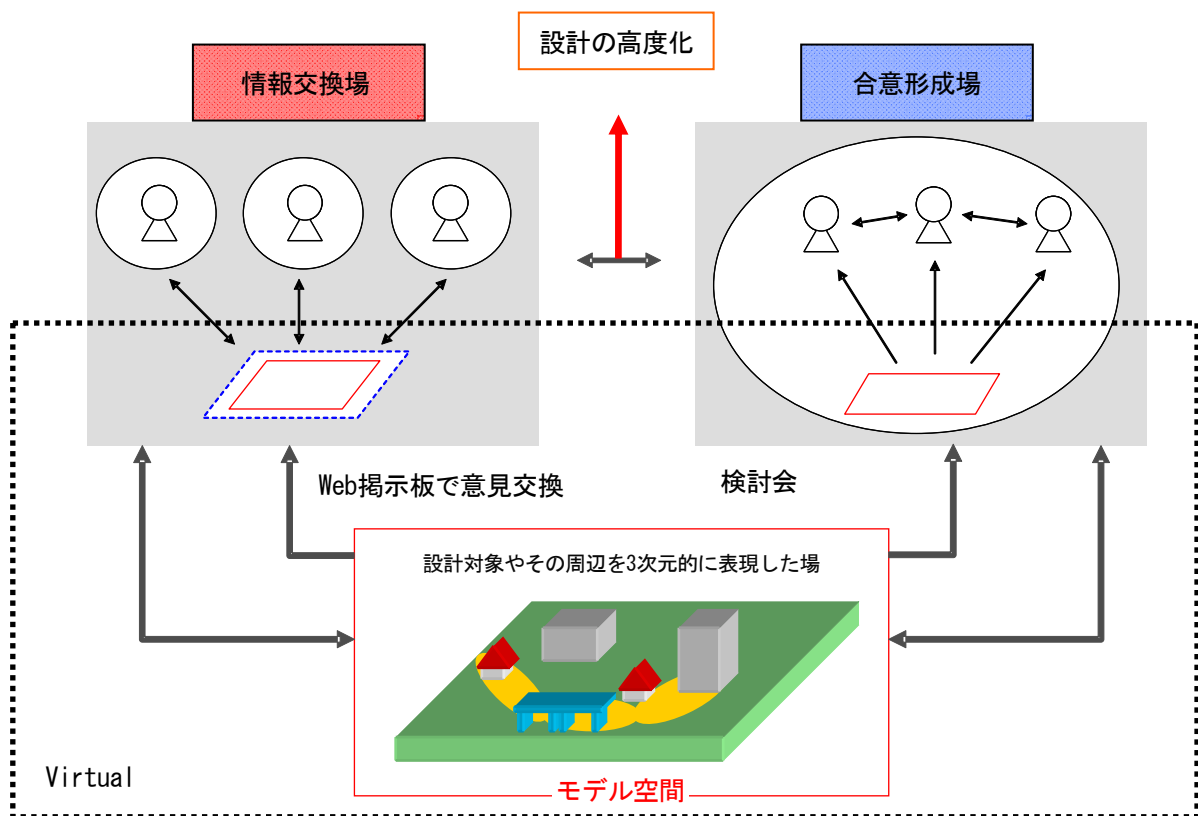 設計の高度化
情報交換場
合意形成場
Web掲示板で意見交換
検討会
設計対象やその周辺を3次元的に表現した場
Virtual
モデル空間